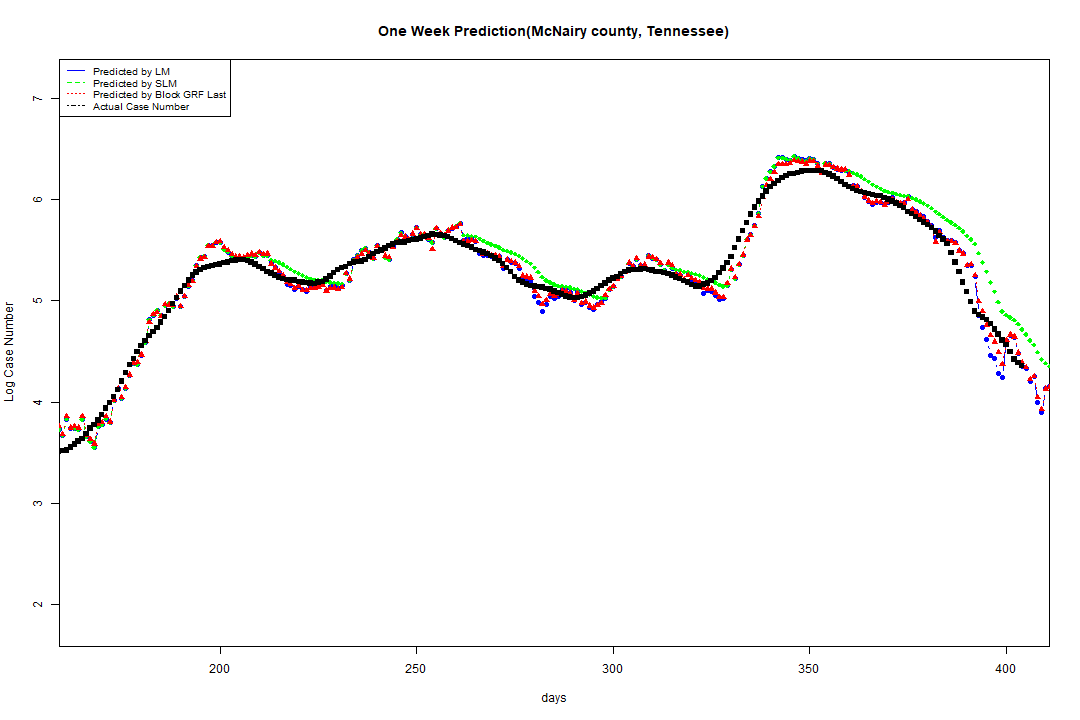 One Week Prediction(McNairy county, Tennessee)
Predicted by LM
Predicted by SLM
Predicted by Block GRF Last
Actual Case Number
7
6
5
4
3
2
Log Case Number
200 250 300 350 400
days